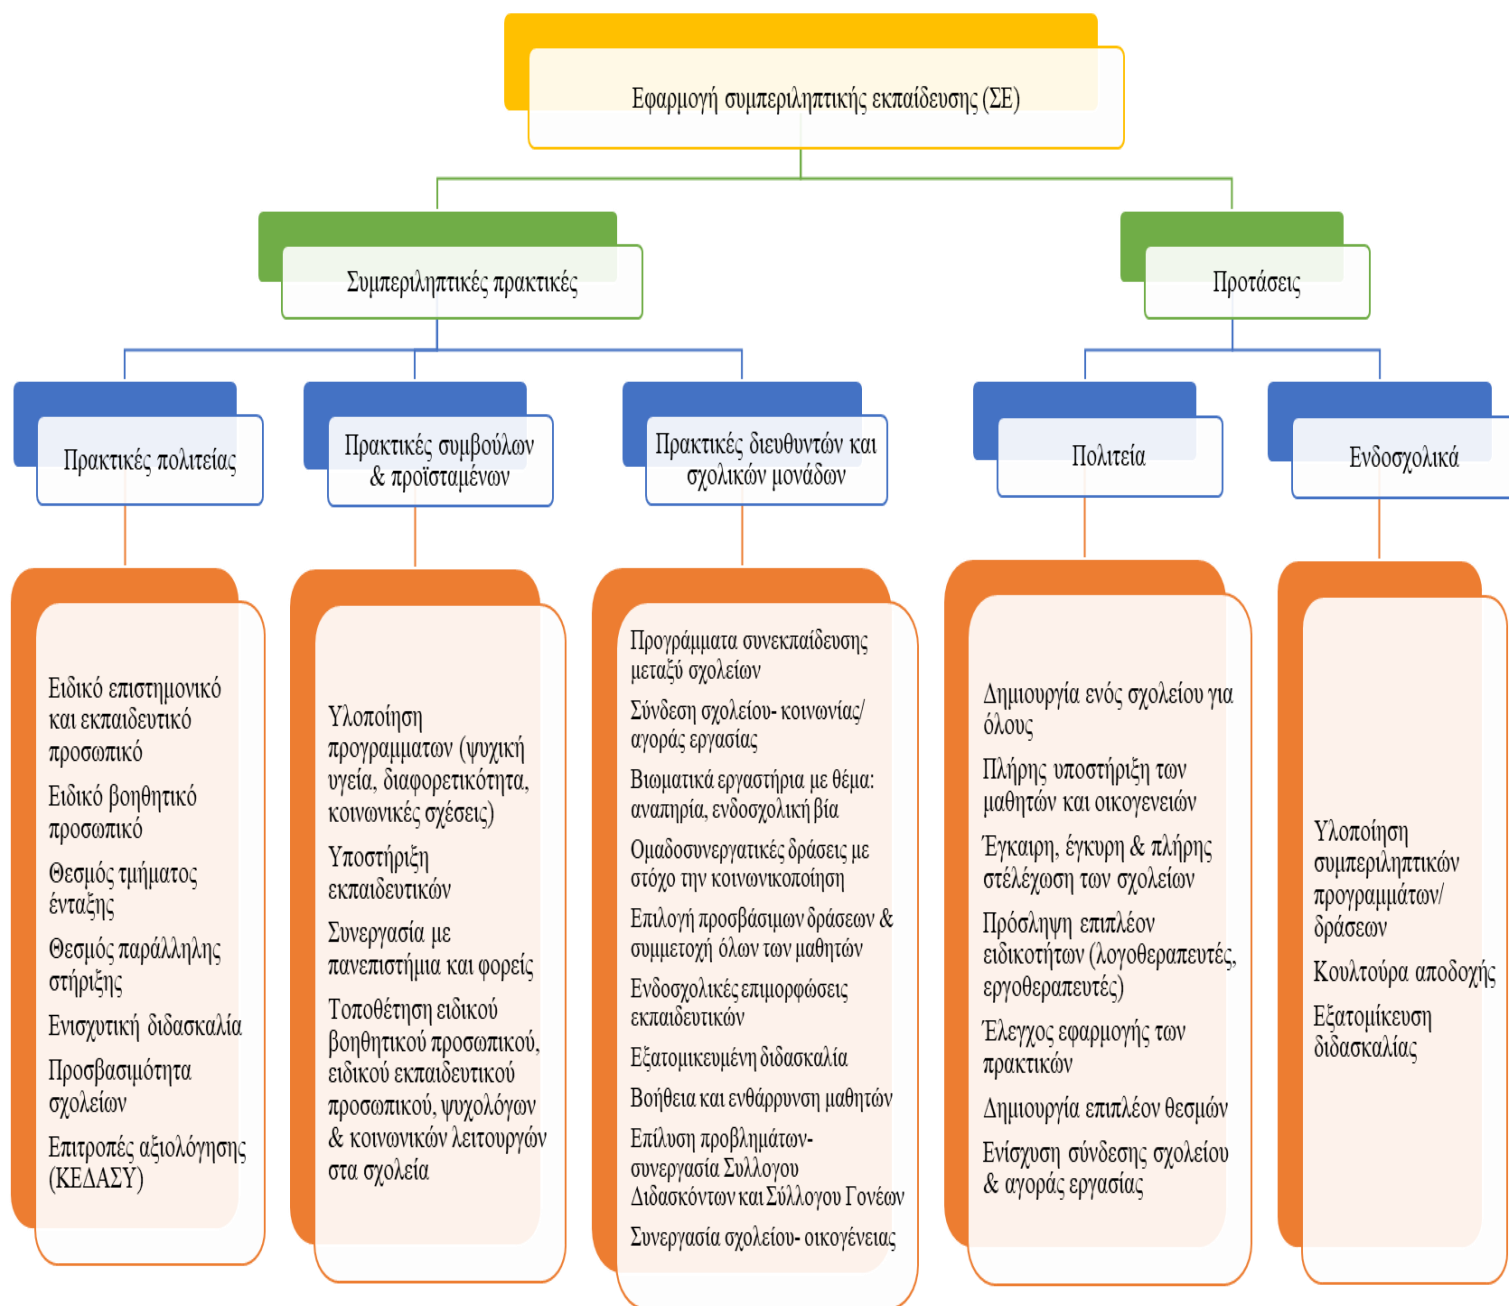 Εφαρμογή συμπεριληπτικής εκπαίδευσης (ΣΕ)
Συμπεριληπτικές πρακτικές
Προτάσεις
Πρακτικές πολιτείας
Πρακτικές συμβούλων
& προϊσταμένων
Πρακτικές διευθυντών και
σχολικών μονάδων
Πολιτεία
Ενδοσχολικά
Ειδικό επιστημονικό
και εκπαιδευτικό
προσωπικό
Ειδικό βοηθητικό
προσωπικό
Θεσμός τμήματος
ένταξης
Θεσμός παράλληλης
στήριξης
Ενισχυτική διδασκαλία
Προσβασιμότητα
σχολείων
Επιτροπές αξιολόγησης
(ΚΕΔΑΣΥ)
Υλοποίηση
προγραμματων (ψυχική
υγεία, διαφορετικότητα,
κοινωνικές σχέσεις)
Υποστήριξη
εκπαιδευτικών
Συνεργασία με
πανεπιστήμια και φορείς
Τοποθέτηση ειδικού
βοηθητικού προσωπικού,
ειδικού εκπαιδευτικού
προσωπικού, ψυχολόγων
& κοινωνικών λειτουργών
στα σχολεία
Προγράμματα συνεκπαίδευσης
μεταξύ σχολείων
Σύνδεση σχολείου- κοινωνίας/
αγοράς εργασίας
Βιωματικά εργαστήρια με θέμα:
αναπηρία, ενδοσχολική βία
Ομαδοσυνεργατικές δράσεις με
στόχο την κοινωνικοποίηση
Επιλογή προσβάσιμων δράσεων &
συμμετοχή όλων των μαθητών
Ενδοσχολικές επιμορφώσεις
εκπαιδευτικών
Εξατομικευμένη διδασκαλία
Βοήθεια και ενθάρρυνση μαθητών
Επίλυση προβλημάτων-
συνεργασία Συλλογου
Διδασκόντων και Σύλλογου Γονέων
Συνεργασία σχολείου- οικογένειας
Δημιουργία ενός σχολείου για
όλους
Πλήρης υποστήριξη των
μαθητών και οικογενειών
Έγκαιρη, έγκυρη & πλήρης
στέλέχωση των σχολείων
Πρόσληψη επιπλέον
ειδικοτήτων (λογοθεραπευτές,
εργοθεραπευτές)
Έλεγχος εφαρμογής των
πρακτικών
Δημιουργία επιπλέον θεσμών
Ενίσχυση σύνδεσης σχολείου
& αγοράς εργασίας
Υλοποίηση
συμπεριληπτικών
προγραμμάτων/
δράσεων
Κουλτούρα αποδοχής
Εξατομίκευση
διδασκαλίας